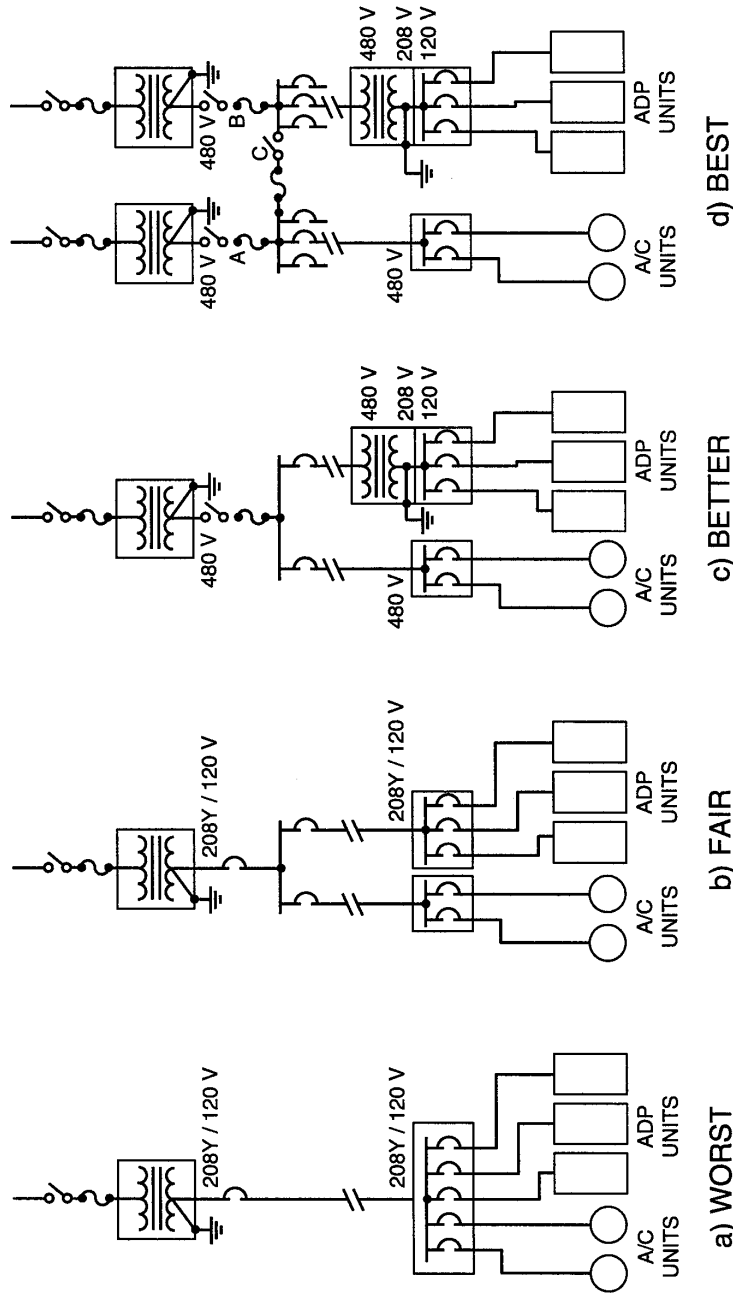 208Y / 120 V
208Y / 120 V
A/C
UNITS
ADP
UNITS
a) WORST
208Y / 120 V
208Y / 120 V
A/C
UNITS
ADP
UNITS
b) FAIR
480 V
480 V
480 V
208 V
120 V
A/C
UNITS
ADP
UNITS
c) BETTER
480 V
480 V
A
B
C
480 V
480 V
208 V
120 V
A/C
UNITS
ADP
UNITS
d) BEST